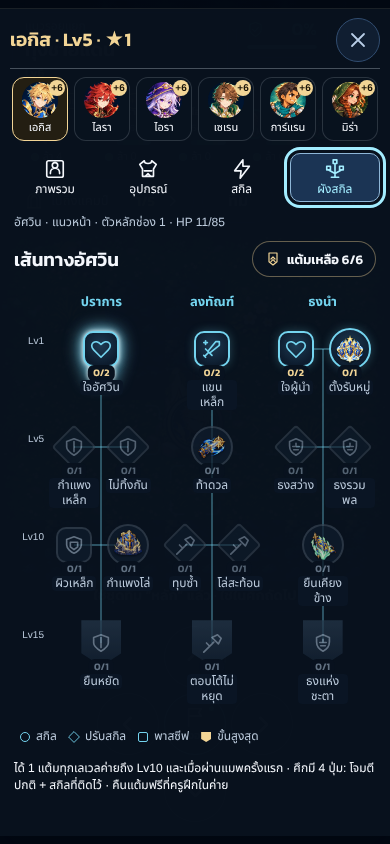 เอกิส · Lv5 · ★1
+6 +6 +6 +6 +6 +6
เอกิส ไลรา ไอรา เซเรน การ์แรน มิร่า
ภาพรวม อุปกรณ์ สกิล ผังสกิล
อัศวิน · แนวหน้า · ตัวหลักช่อง 1 · HP 11/85
เส้นทางอัศวิน แต้มเหลือ 6/6
ปราการ ลงทัณฑ์ ธงนำ
Lv1
0/2 0/2 0/2 0/1
ใจอัศวิน แขนเหล็ก ใจผู้นำ ตั้งรับหมู่
Lv5
0/1 0/1 0/1 0/1 0/1
กำแพงเหล็ก ไม่ทิ้งกัน ท้าดวล ธงสว่าง ธงรวมพล
Lv10
0/1 0/1 0/1 0/1 0/1
ผิวเหล็ก กำแพงโล่ ทุบซ้ำ โล่สะท้อน ยืนเคียงข้าง
Lv15
0/1 0/1 0/1
ยืนหยัด ตอบโต้ไม่หยุด ธงแห่งชะตา
สกิล ปรับสกิล พาสซีฟ ขั้นสูงสุด
ได้ 1 แต้มทุกเลเวลค่ายถึง Lv10 และเมื่อผ่านแมพครั้งแรก · ศึกมี 4 ปุ่ม: โจมตี
ปกติ + สกิลที่ติดไว้ · คืนแต้มฟรีที่ครูฝึกในค่าย